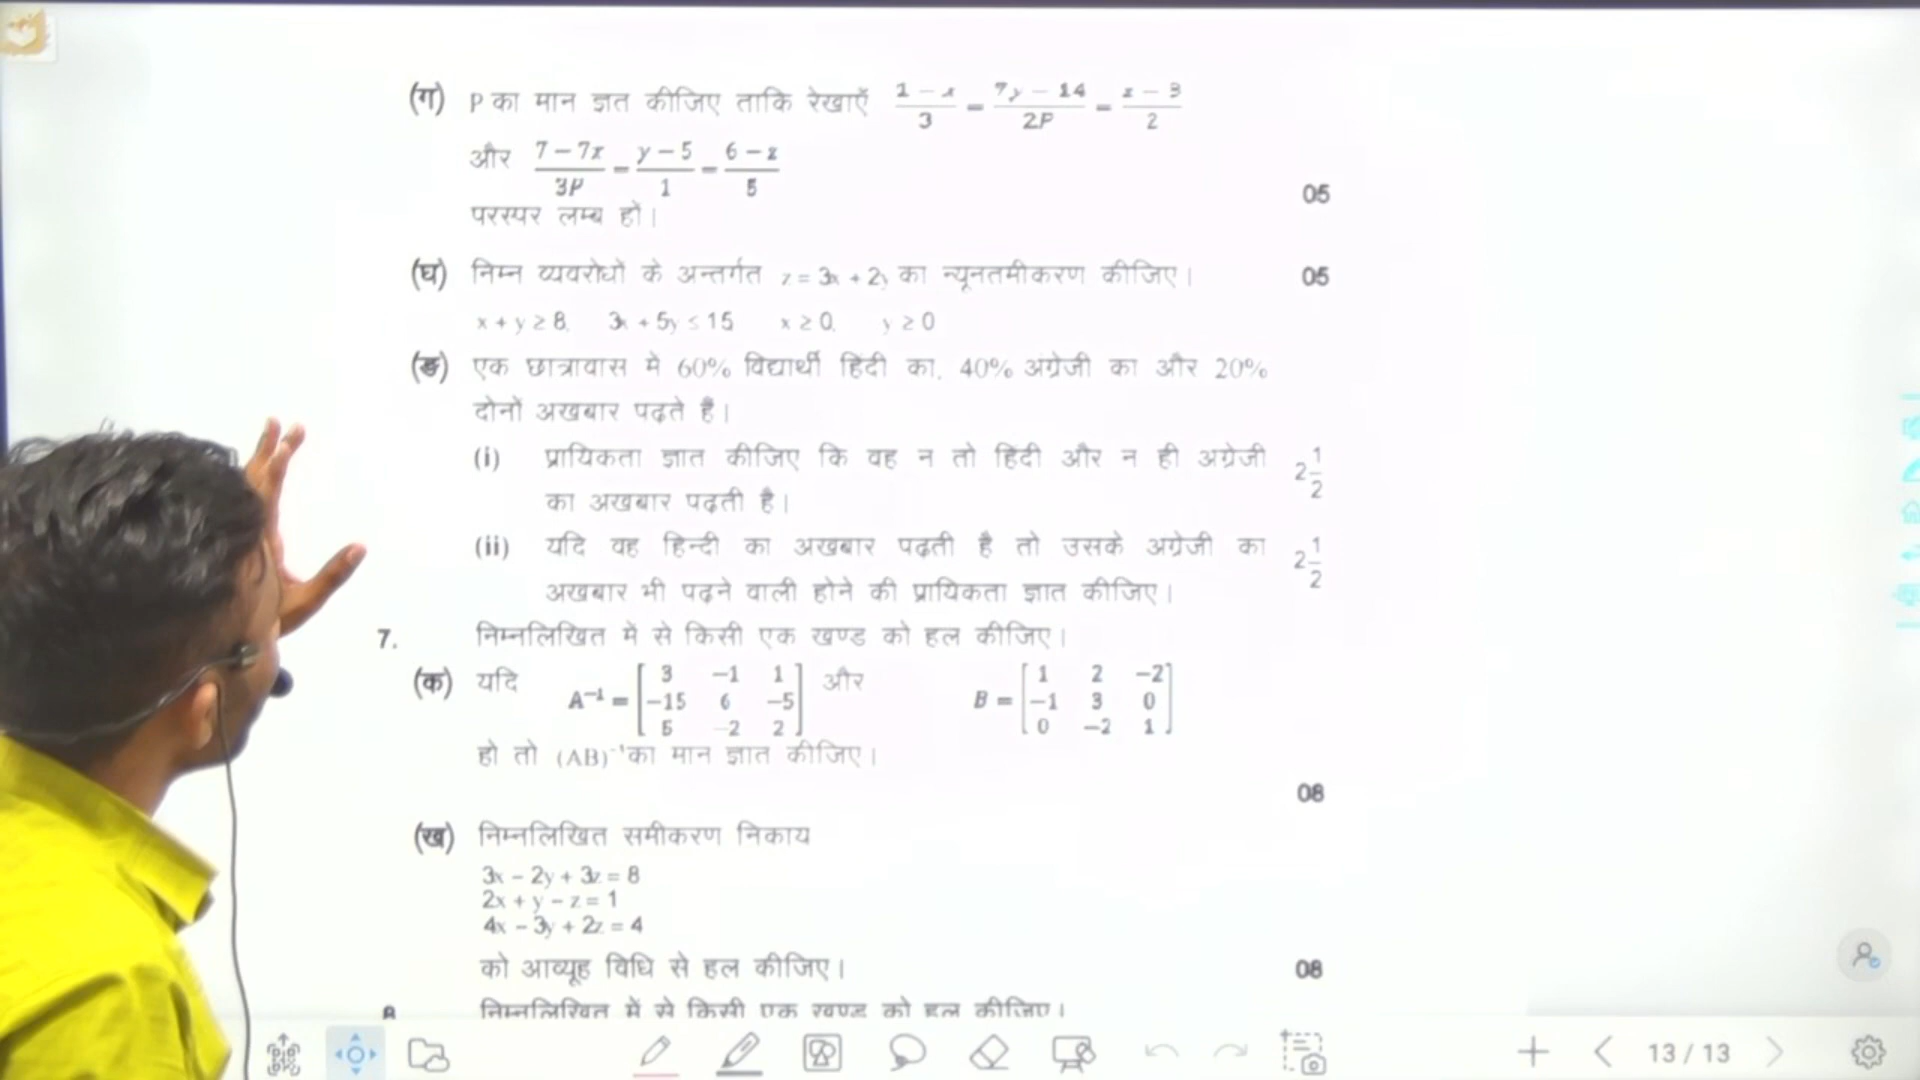 (ग) P का मान ज्ञत कीजिए ताकि रेखाएँ (1 − x)/3 = (7y − 14)/2P = (z − 3)/2
और (7 − 7x)/3P = (y − 5)/1 = (6 − z)/5
05
परस्पर लम्ब हों।
(घ) निम्न व्यवरोधों के अन्तर्गत z = 3x + 2y का न्यूनतमीकरण कीजिए। 05
x + y ≥ 8, 3x + 5y ≤ 15 x ≥ 0, y ≥ 0
(ङ) एक छात्रावास में 60% विद्यार्थी हिंदी का, 40% अंग्रेजी का और 20%
दोनों अखबार पढ़ते हैं।
(i) प्रायिकता ज्ञात कीजिए कि वह न तो हिंदी और न ही अंग्रेजी 2 1/2
का अखबार पढ़ती है।
(ii) यदि वह हिन्दी का अखबार पढ़ती है तो उसके अंग्रेजी का 2 1/2
अखबार भी पढ़ने वाली होने की प्रायिकता ज्ञात कीजिए।
7. निम्नलिखित में से किसी एक खण्ड को हल कीजिए।
(क) यदि A⁻¹ = [3 −1 1; −15 6 −5; 5 −2 2] और B = [1 2 −2; −1 3 0; 0 −2 1]
हो तो (AB)⁻¹ का मान ज्ञात कीजिए।
08
(ख) निम्नलिखित समीकरण निकाय
3x − 2y + 3z = 8
2x + y − z = 1
4x − 3y + 2z = 4
को आव्यूह विधि से हल कीजिए। 08
8 निम्नलिखित में से किसी एक खण्ड को हल कीजिए।
13 / 13